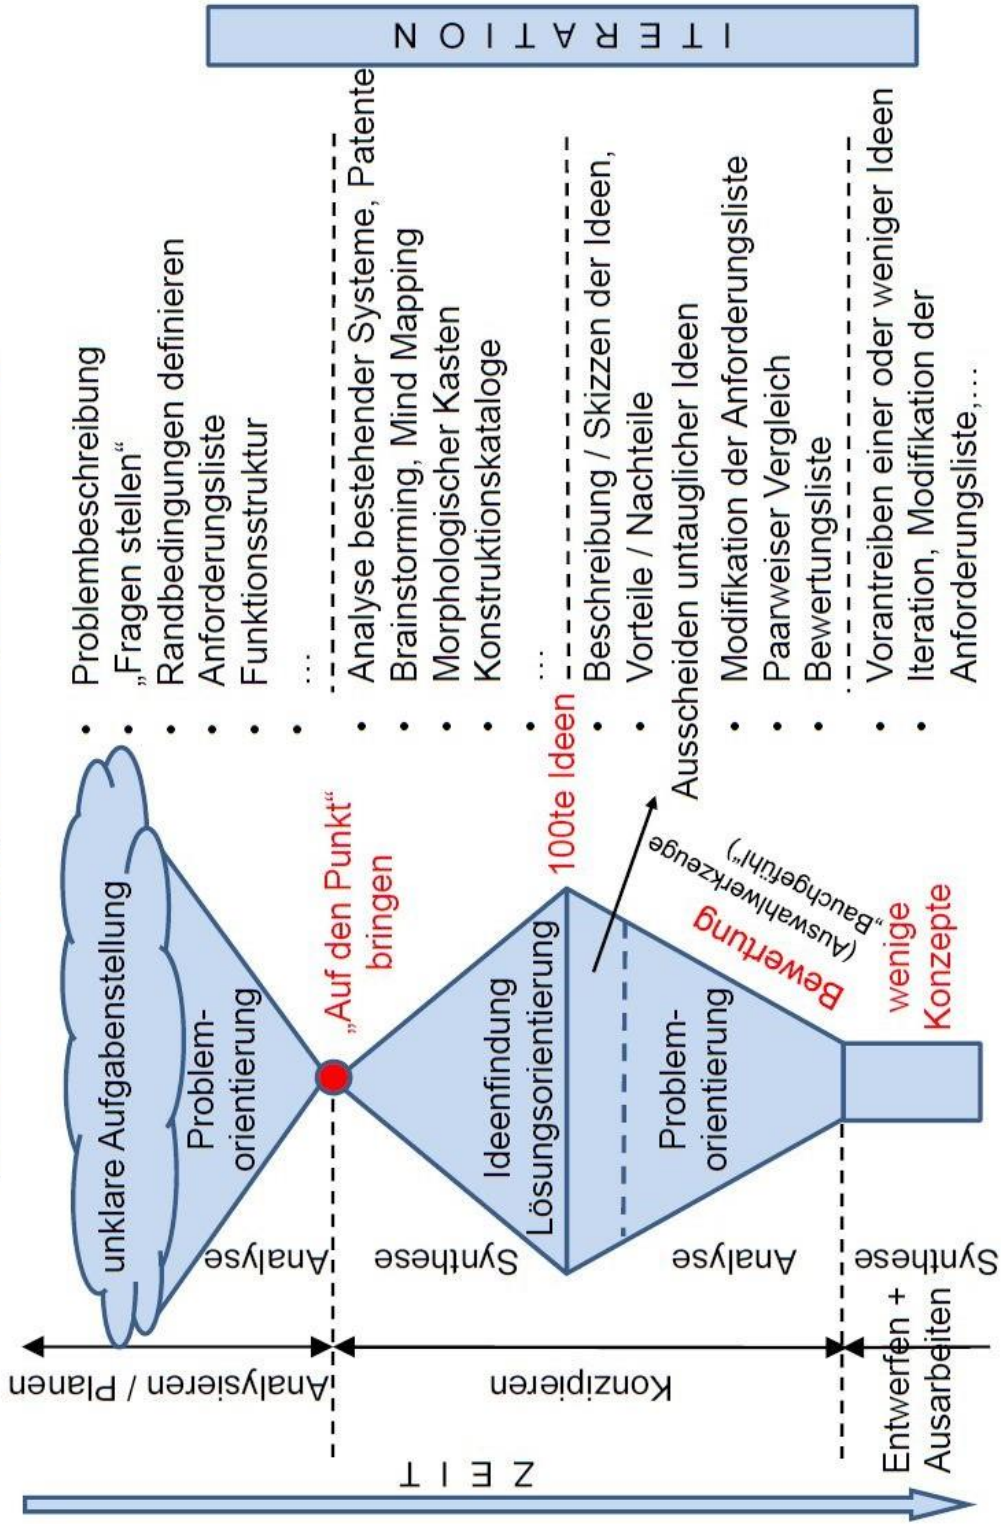 ZEIT
Analysieren / Planen
Konzipieren
Entwerfen +
Ausarbeiten
Analyse
Synthese
Analyse
Synthese
unklare Aufgabenstellung
Problem-
orientierung
„Auf den Punkt“
bringen
Ideenfindung
Lösungsorientierung
100te Ideen
Problem-
orientierung
Bewertung
(Auswahlwerkzeuge
„Bauchgefühl“)
wenige
Konzepte
• Problembeschreibung
• „Fragen stellen“
• Randbedingungen definieren
• Anforderungsliste
• Funktionsstruktur
• …
• Analyse bestehender Systeme, Patente
• Brainstorming, Mind Mapping
• Morphologischer Kasten
• Konstruktionskataloge
• …
• Beschreibung / Skizzen der Ideen,
• Vorteile / Nachteile
Ausscheiden untauglicher Ideen
• Modifikation der Anforderungsliste
• Paarweiser Vergleich
• Bewertungsliste
• Vorantreiben einer oder weniger Ideen
• Iteration, Modifikation der
Anforderungsliste,…
ITERATION